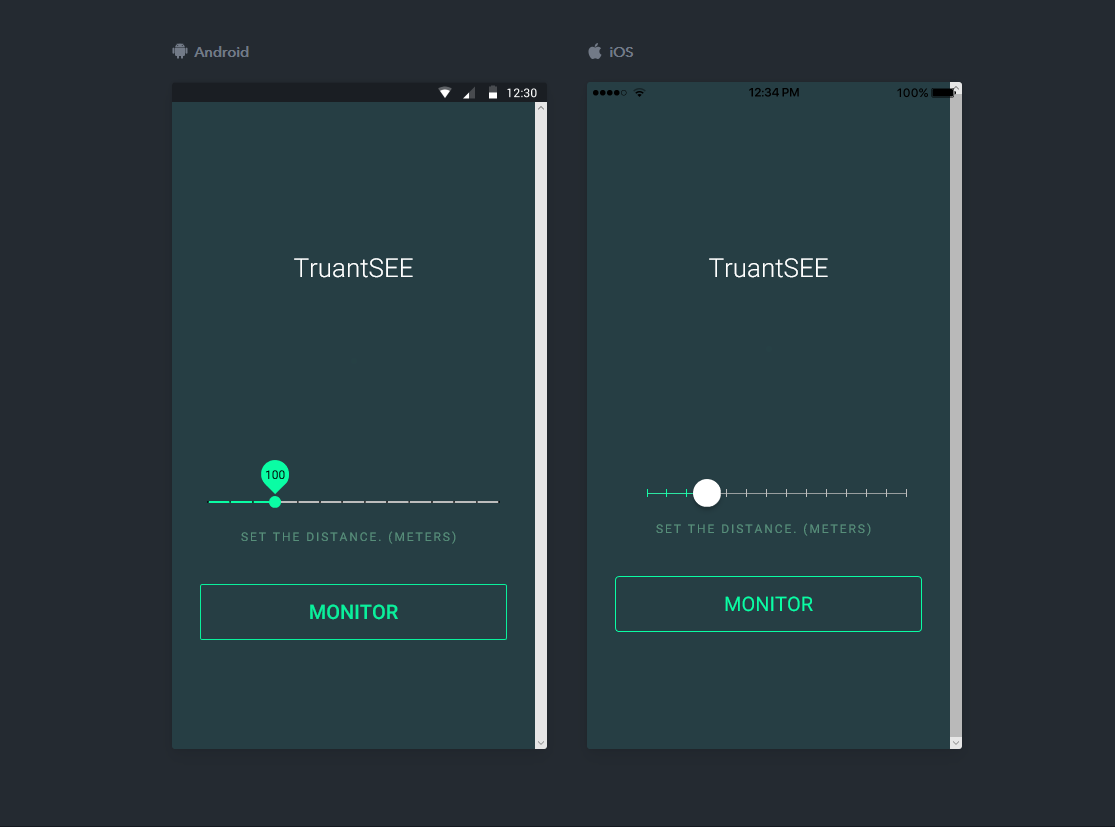 Android
12:30
TruantSEE
100
SET THE DISTANCE. (METERS)
MONITOR
iOS
12:34 PM
100%
TruantSEE
SET THE DISTANCE. (METERS)
MONITOR